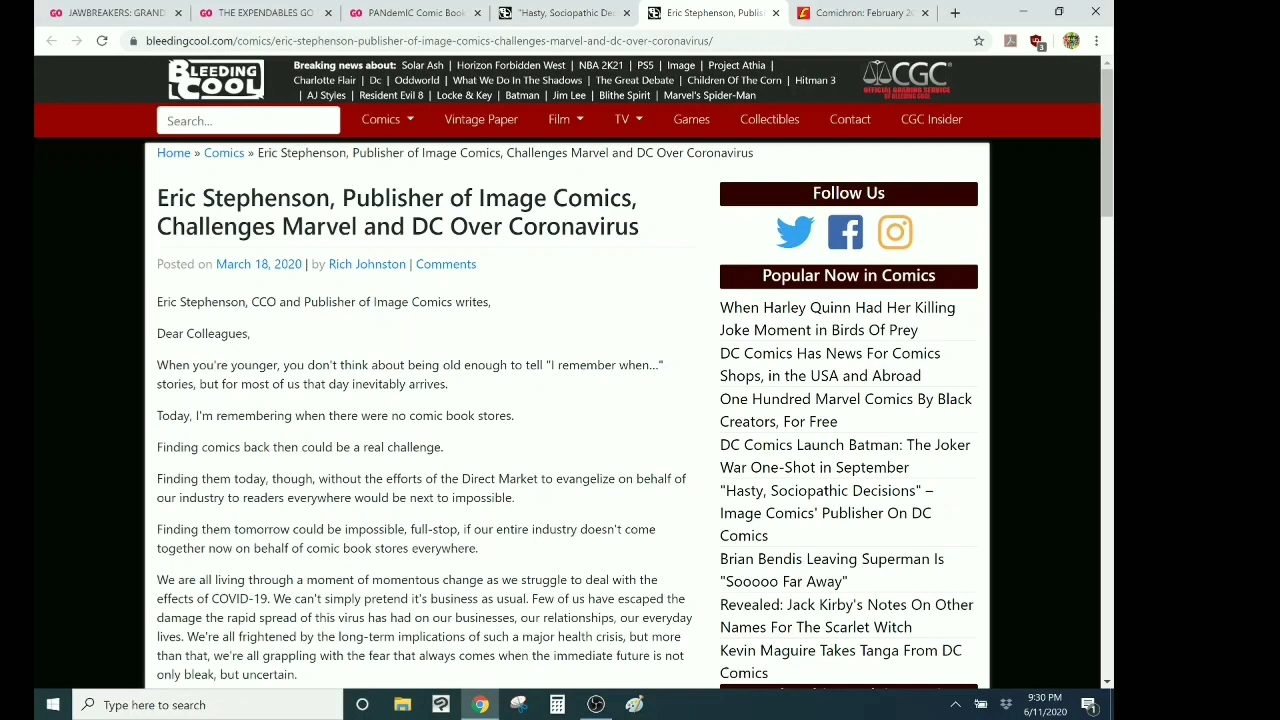 JAWBREAKERS: GRAND
THE EXPENDABLES GO
PANdemIC Comic Book
"Hasty, Sociopathic Dec
Eric Stephenson, Publis
Comichron: February 20
bleedingcool.com/comics/eric-stephenson-publisher-of-image-comics-challenges-marvel-and-dc-over-coronavirus/
3
BLEEDING COOL
Breaking news about: Solar Ash | Horizon Forbidden West | NBA 2K21 | PS5 | Image | Project Athia |
Charlotte Flair | Dc | Oddworld | What We Do In The Shadows | The Great Debate | Children Of The Corn | Hitman 3
| AJ Styles | Resident Evil 8 | Locke & Key | Batman | Jim Lee | Blithe Spirit | Marvel's Spider-Man
CGC
OFFICIAL GRADING SERVICE
OF BLEEDING COOL
Search...
Comics
Vintage Paper
Film
TV
Games
Collectibles
Contact
CGC Insider
Home » Comics » Eric Stephenson, Publisher of Image Comics, Challenges Marvel and DC Over Coronavirus
Eric Stephenson, Publisher of Image Comics,
Challenges Marvel and DC Over Coronavirus
Posted on March 18, 2020 | by Rich Johnston | Comments
Eric Stephenson, CCO and Publisher of Image Comics writes,
Dear Colleagues,
When you're younger, you don't think about being old enough to tell "I remember when..."
stories, but for most of us that day inevitably arrives.
Today, I'm remembering when there were no comic book stores.
Finding comics back then could be a real challenge.
Finding them today, though, without the efforts of the Direct Market to evangelize on behalf of
our industry to readers everywhere would be next to impossible.
Finding them tomorrow could be impossible, full-stop, if our entire industry doesn't come
together now on behalf of comic book stores everywhere.
We are all living through a moment of momentous change as we struggle to deal with the
effects of COVID-19. We can't simply pretend it's business as usual. Few of us have escaped the
damage the rapid spread of this virus has had on our businesses, our relationships, our everyday
lives. We're all frightened by the long-term implications of such a major health crisis, but more
than that, we're all grappling with the fear that always comes when the immediate future is not
only bleak, but uncertain.
Follow Us
Popular Now in Comics
When Harley Quinn Had Her Killing
Joke Moment in Birds Of Prey
DC Comics Has News For Comics
Shops, in the USA and Abroad
One Hundred Marvel Comics By Black
Creators, For Free
DC Comics Launch Batman: The Joker
War One-Shot in September
"Hasty, Sociopathic Decisions" –
Image Comics' Publisher On DC
Comics
Brian Bendis Leaving Superman Is
"Sooooo Far Away"
Revealed: Jack Kirby's Notes On Other
Names For The Scarlet Witch
Kevin Maguire Takes Tanga From DC
Comics
Type here to search
9:30 PM
6/11/2020
1